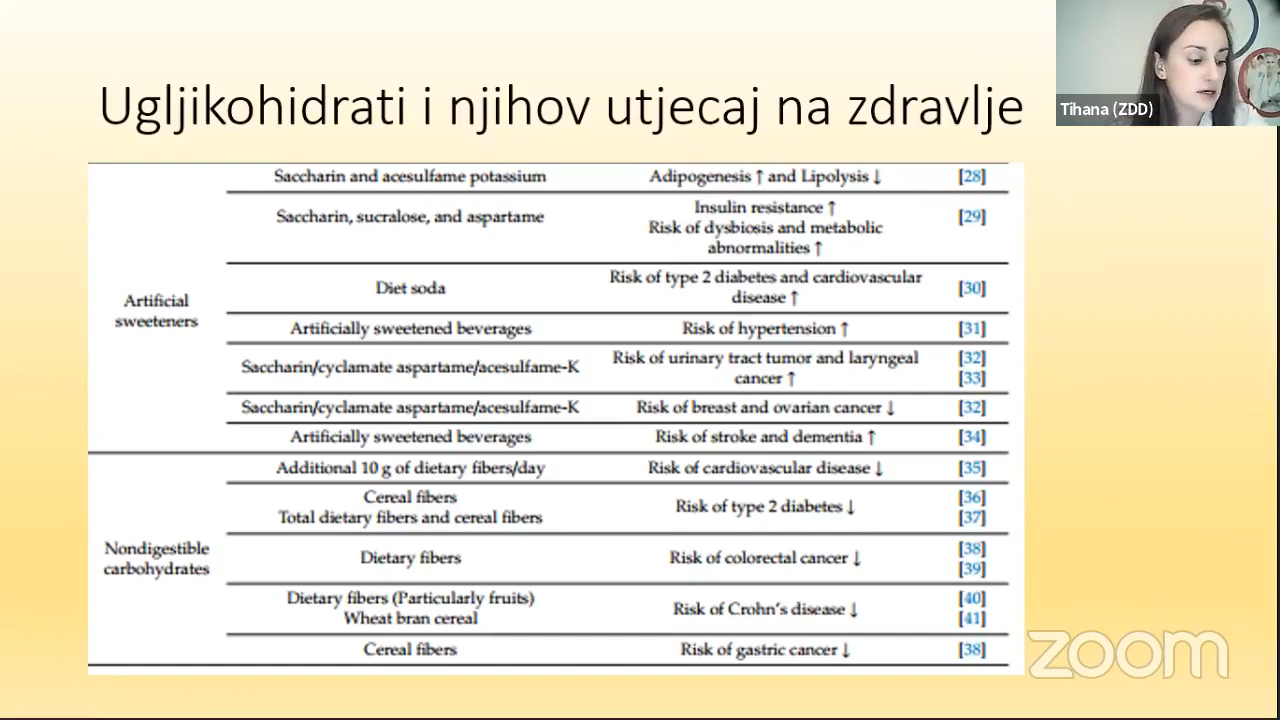 Ugljikohidrati i njihov utjecaj na zdravlje
Tihana (ZDD)
Saccharin and acesulfame potassium Adipogenesis ↑ and Lipolysis ↓ [28]
Saccharin, sucralose, and aspartame Insulin resistance ↑ [29]
Risk of dysbiosis and metabolic
abnormalities ↑
Artificial
sweeteners
Diet soda Risk of type 2 diabetes and cardiovascular [30]
disease ↑
Artificially sweetened beverages Risk of hypertension ↑ [31]
Saccharin/cyclamate aspartame/acesulfame-K Risk of urinary tract tumor and laryngeal [32]
cancer ↑ [33]
Saccharin/cyclamate aspartame/acesulfame-K Risk of breast and ovarian cancer ↓ [32]
Artificially sweetened beverages Risk of stroke and dementia ↑ [34]
Additional 10 g of dietary fibers/day Risk of cardiovascular disease ↓ [35]
Cereal fibers Risk of type 2 diabetes ↓ [36]
Total dietary fibers and cereal fibers [37]
Nondigestible
carbohydrates
Dietary fibers Risk of colorectal cancer ↓ [38]
[39]
Dietary fibers (Particularly fruits) Risk of Crohn's disease ↓ [40]
Wheat bran cereal [41]
Cereal fibers Risk of gastric cancer ↓ [38]
zoom